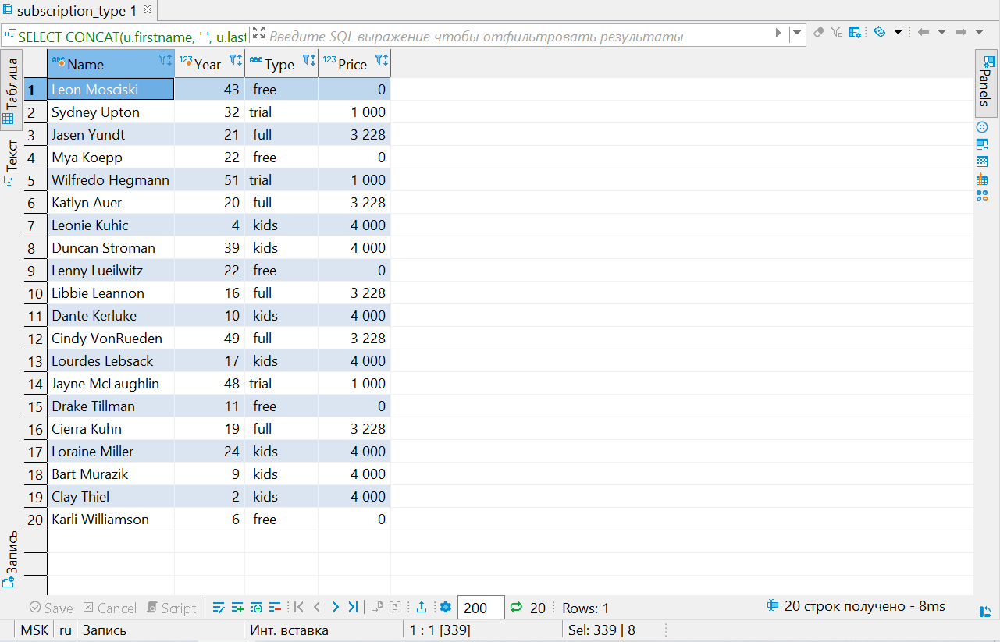 subscription_type 1
SELECT CONCAT(u.firstname, ' ', u.last Введите SQL выражение чтобы отфильтровать результаты
Таблица
Текст
Запись
Panels
ABC Name 123 Year ABC Type 123 Price
1 Leon Mosciski 43 free 0
2 Sydney Upton 32 trial 1 000
3 Jasen Yundt 21 full 3 228
4 Mya Koepp 22 free 0
5 Wilfredo Hegmann 51 trial 1 000
6 Katlyn Auer 20 full 3 228
7 Leonie Kuhic 4 kids 4 000
8 Duncan Stroman 39 kids 4 000
9 Lenny Lueilwitz 22 free 0
10 Libbie Leannon 16 full 3 228
11 Dante Kerluke 10 kids 4 000
12 Cindy VonRueden 49 full 3 228
13 Lourdes Lebsack 17 kids 4 000
14 Jayne McLaughlin 48 trial 1 000
15 Drake Tillman 11 free 0
16 Cierra Kuhn 19 full 3 228
17 Loraine Miller 24 kids 4 000
18 Bart Murazik 9 kids 4 000
19 Clay Thiel 2 kids 4 000
20 Karli Williamson 6 free 0
Save Cancel Script 200 20 Rows: 1 20 строк получено - 8ms
MSK ru Запись Инт. вставка 1 : 1 [339] Sel: 339 | 8